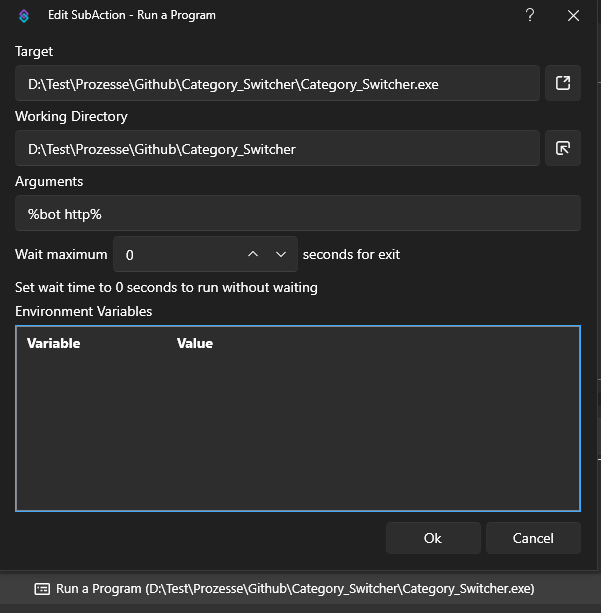 Edit SubAction - Run a Program
?
Target
D:\Test\Prozesse\Github\Category_Switcher\Category_Switcher.exe
Working Directory
D:\Test\Prozesse\Github\Category_Switcher
Arguments
%bot http%
Wait maximum 0 seconds for exit
Set wait time to 0 seconds to run without waiting
Environment Variables
Variable Value
Ok Cancel
Run a Program (D:\Test\Prozesse\Github\Category_Switcher\Category_Switcher.exe)